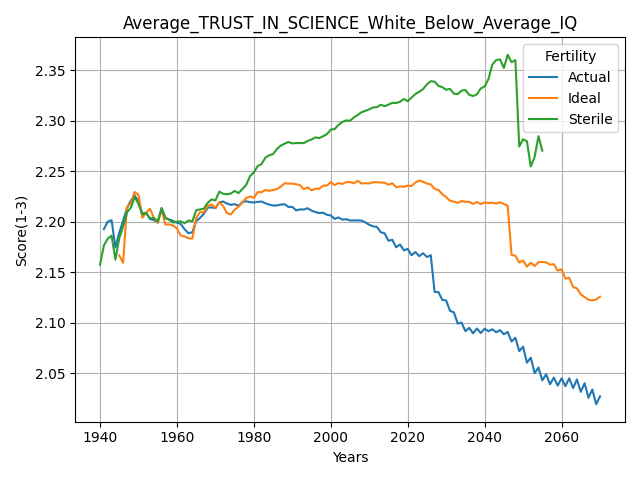 Average_TRUST_IN_SCIENCE_White_Below_Average_IQ
Fertility
Actual
Ideal
Sterile
Score(1-3)
2.35
2.30
2.25
2.20
2.15
2.10
2.05
1940 1960 1980 2000 2020 2040 2060
Years